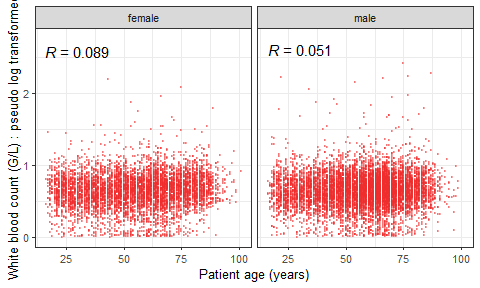 female
male
R = 0.089
R = 0.051
White blood count (G/L) : pseudo log transformed
2
1
0
25
50
75
100
25
50
75
100
Patient age (years)